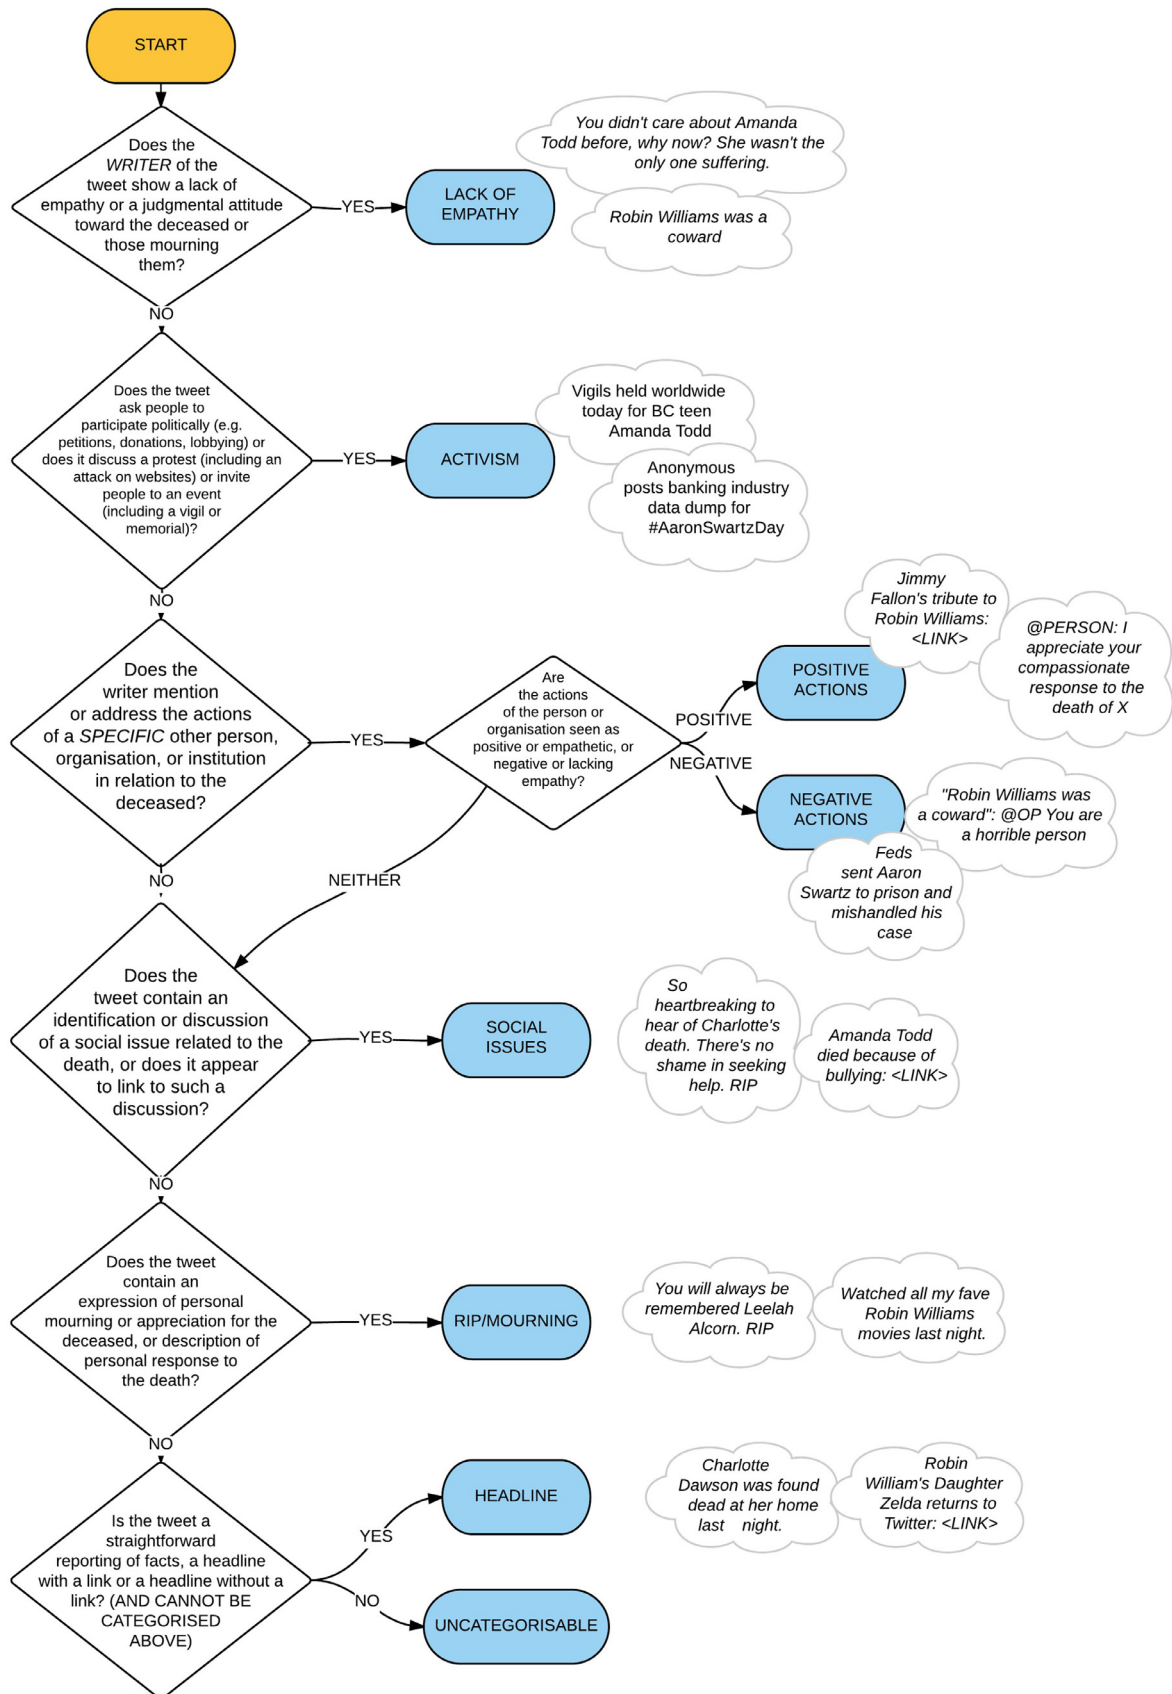 START
Does the
WRITER of the
tweet show a lack of
empathy or a judgmental attitude
toward the deceased or
those mourning
them?
YES
LACK OF
EMPATHY
You didn't care about Amanda
Todd before, why now? She wasn't the
only one suffering.
Robin Williams was a
coward
NO
Does the tweet
ask people to
participate politically (e.g.
petitions, donations, lobbying) or
does it discuss a protest (including an
attack on websites) or invite
people to an event
(including a vigil or
memorial)?
YES
ACTIVISM
Vigils held worldwide
today for BC teen
Amanda Todd
Anonymous
posts banking industry
data dump for
#AaronSwartzDay
NO
Does the
writer mention
or address the actions
of a SPECIFIC other person,
organisation, or institution
in relation to the
deceased?
YES
Are
the actions
of the person or
organisation seen as
positive or empathetic, or
negative or lacking
empathy?
POSITIVE
POSITIVE
ACTIONS
Jimmy
Fallon's tribute to
Robin Williams:
<LINK>
@PERSON: I
appreciate your
compassionate
response to the
death of X
NEGATIVE
NEGATIVE
ACTIONS
"Robin Williams was
a coward": @OP You are
a horrible person
Feds
sent Aaron
Swartz to prison and
mishandled his
case
NEITHER
NO
Does the
tweet contain an
identification or discussion
of a social issue related to the
death, or does it appear
to link to such a
discussion?
YES
SOCIAL
ISSUES
So
heartbreaking to
hear of Charlotte's
death. There's no
shame in seeking
help. RIP
Amanda Todd
died because of
bullying: <LINK>
NO
Does the tweet
contain an
expression of personal
mourning or appreciation for the
deceased, or description of
personal response to
the death?
YES
RIP/MOURNING
You will always be
remembered Leelah
Alcorn. RIP
Watched all my fave
Robin Williams
movies last night.
NO
Is the tweet a
straightforward
reporting of facts, a headline
with a link or a headline without a
link? (AND CANNOT BE
CATEGORISED
ABOVE)
YES
HEADLINE
Charlotte
Dawson was found
dead at her home
last night.
Robin
William's Daughter
Zelda returns to
Twitter: <LINK>
NO
UNCATEGORISABLE